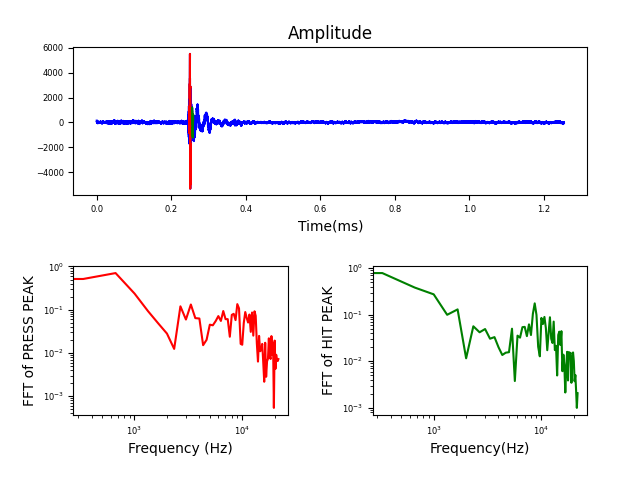 Amplitude
6000
4000
2000
0
−2000
−4000
0.0 0.2 0.4 0.6 0.8 1.0 1.2
Time(ms)
FFT of PRESS PEAK
10⁰
10⁻¹
10⁻²
10⁻³
10³ 10⁴
Frequency (Hz)
FFT of HIT PEAK
10⁰
10⁻¹
10⁻²
10⁻³
10³ 10⁴
Frequency(Hz)